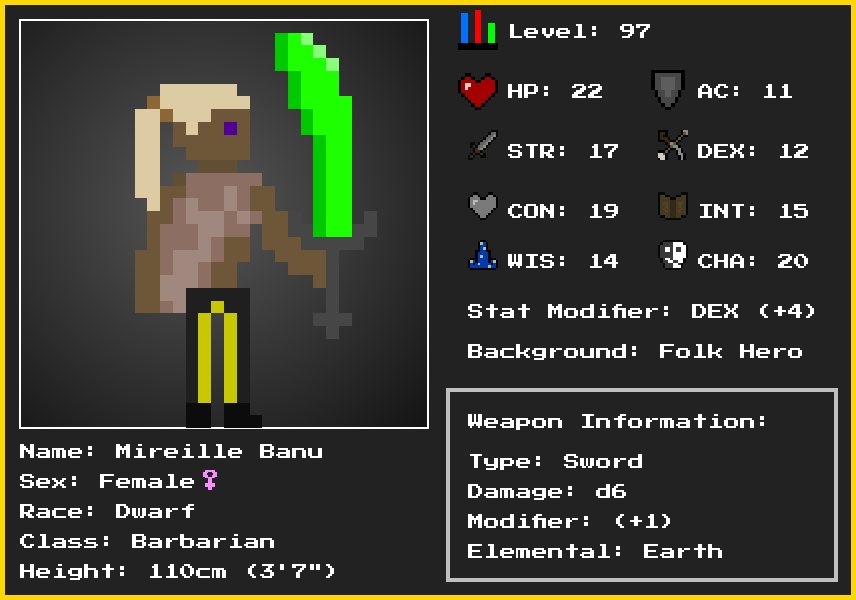 Level: 97
HP: 22
AC: 11
STR: 17
DEX: 12
CON: 19
INT: 15
WIS: 14
CHA: 20
Stat Modifier: DEX (+4)
Background: Folk Hero
Weapon Information:
Type: Sword
Damage: d6
Modifier: (+1)
Elemental: Earth
Name: Mireille Banu
Sex: Female♀
Race: Dwarf
Class: Barbarian
Height: 110cm (3'7")